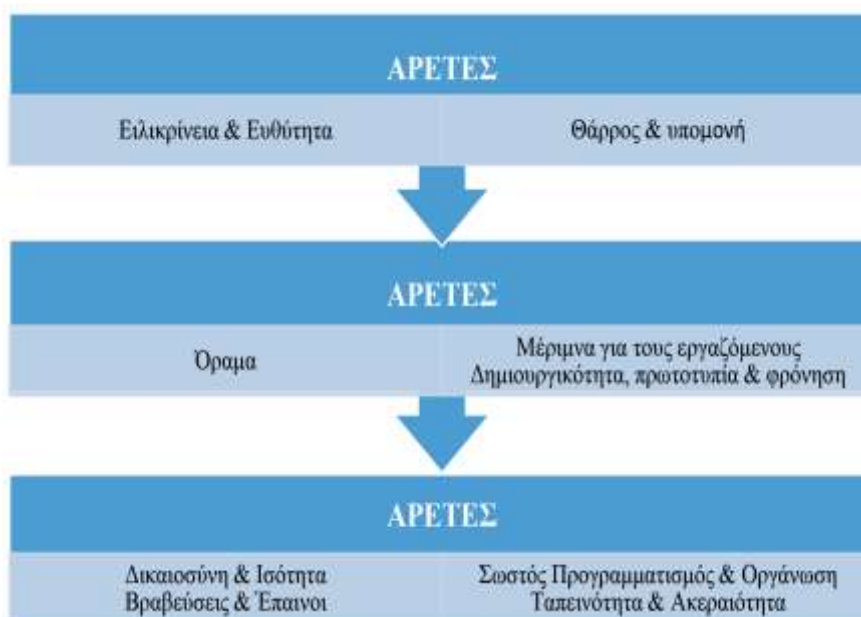 ΑΡΕΤΕΣ
Ειλικρίνεια & Ευθύτητα
Θάρρος & υπομονή
ΑΡΕΤΕΣ
Όραμα
Μέριμνα για τους εργαζόμενους
Δημιουργικότητα, πρωτοτυπία & φρόνηση
ΑΡΕΤΕΣ
Δικαιοσύνη & Ισότητα
Βραβεύσεις & Έπαινοι
Σωστός Προγραμματισμός & Οργάνωση
Ταπεινότητα & Ακεραιότητα